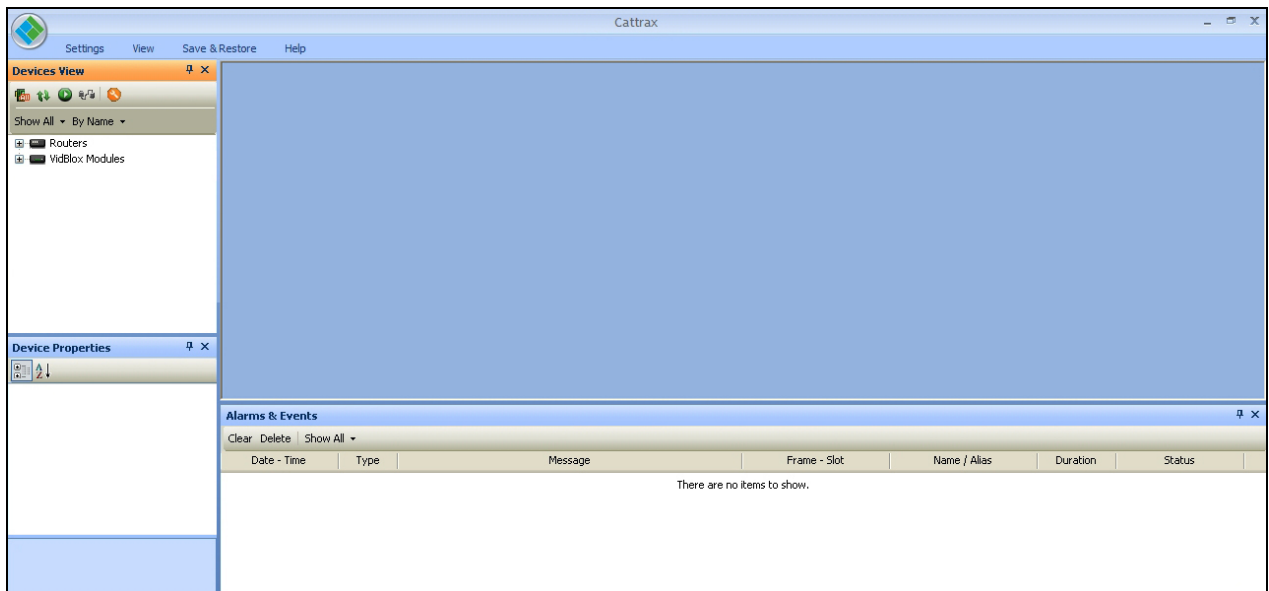 Cattrax
Settings View Save & Restore Help
Devices View
Show All By Name
Routers
VidBlox Modules
Device Properties
Alarms & Events
Clear Delete Show All
Date - Time Type Message Frame - Slot Name / Alias Duration Status
There are no items to show.